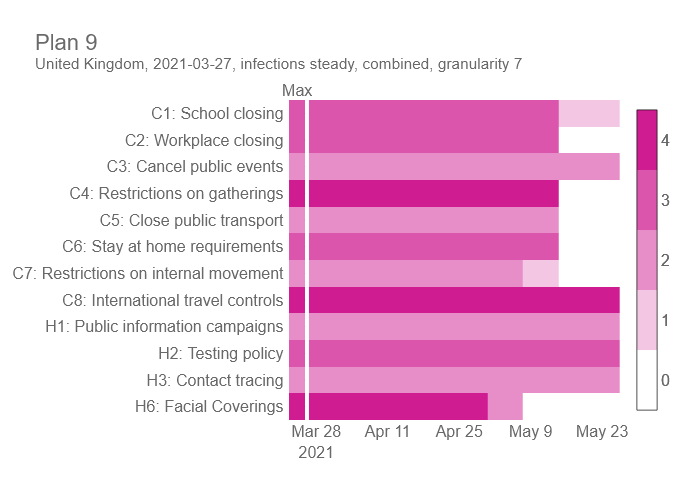 Plan 9
United Kingdom, 2021-03-27, infections steady, combined, granularity 7
Max
C1: School closing
C2: Workplace closing
C3: Cancel public events
C4: Restrictions on gatherings
C5: Close public transport
C6: Stay at home requirements
C7: Restrictions on internal movement
C8: International travel controls
H1: Public information campaigns
H2: Testing policy
H3: Contact tracing
H6: Facial Coverings
Mar 28 Apr 11 Apr 25 May 9 May 23
2021
4
3
2
1
0